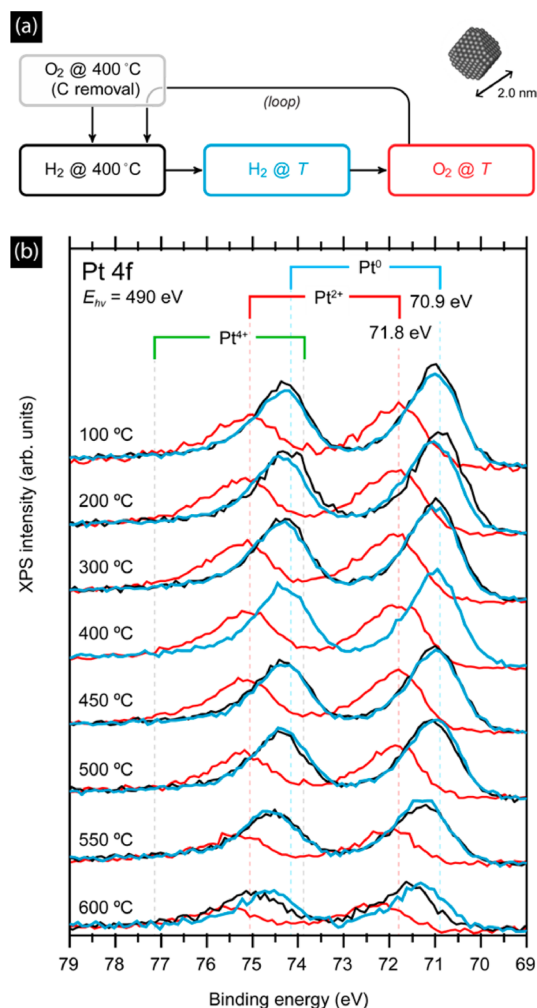 (a)
O₂ @ 400 °C
(C removal)
(loop)
2.0 nm
H₂ @ 400 °C
H₂ @ T
O₂ @ T
(b)
Pt 4f
E_hν = 490 eV
Pt⁰
Pt²⁺
70.9 eV
71.8 eV
Pt⁴⁺
100 ºC
200 ºC
300 ºC
400 ºC
450 ºC
500 ºC
550 ºC
600 ºC
XPS intensity (arb. units)
79 78 77 76 75 74 73 72 71 70 69
Binding energy (eV)